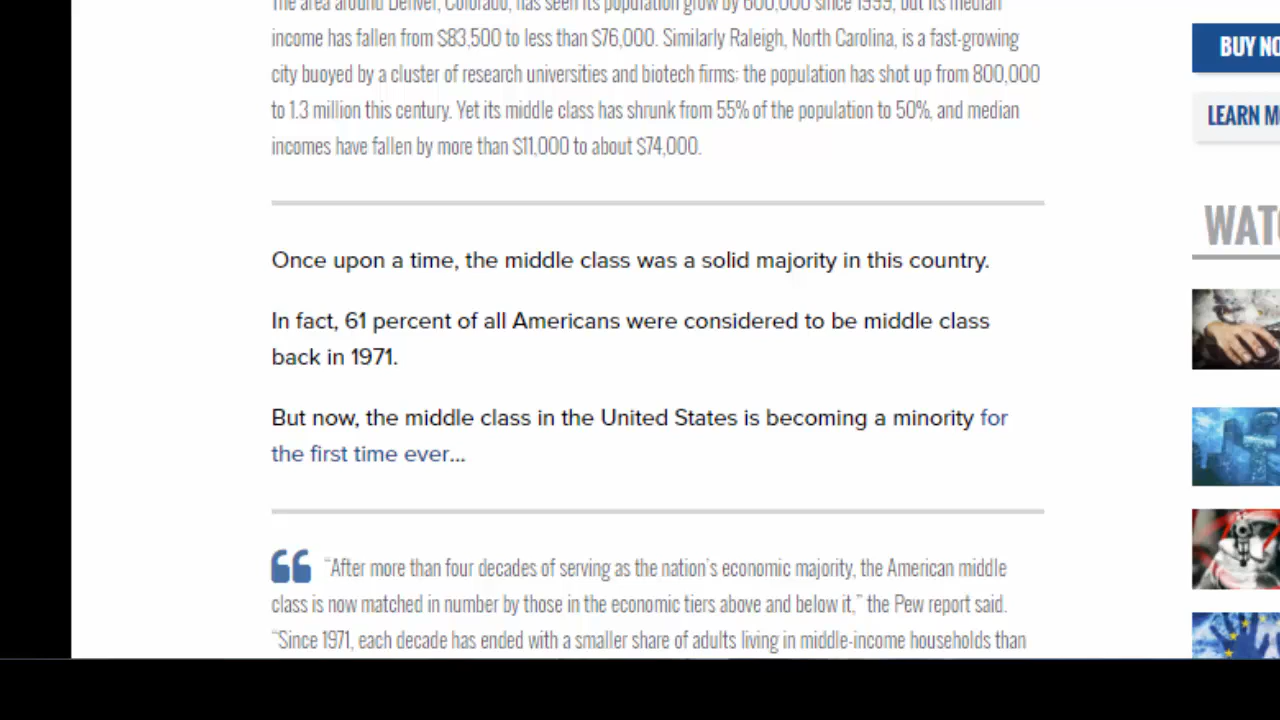 The area around Denver, Colorado, has seen its population grow by 600,000 since 1999, but its median
income has fallen from $83,500 to less than $76,000. Similarly Raleigh, North Carolina, is a fast-growing
city buoyed by a cluster of research universities and biotech firms: the population has shot up from 800,000
to 1.3 million this century. Yet its middle class has shrunk from 55% of the population to 50%, and median
incomes have fallen by more than $11,000 to about $74,000.
Once upon a time, the middle class was a solid majority in this country.
In fact, 61 percent of all Americans were considered to be middle class
back in 1971.
But now, the middle class in the United States is becoming a minority for
the first time ever...
“After more than four decades of serving as the nation's economic majority, the American middle
class is now matched in number by those in the economic tiers above and below it,” the Pew report said.
“Since 1971, each decade has ended with a smaller share of adults living in middle-income households than
BUY
LEARN